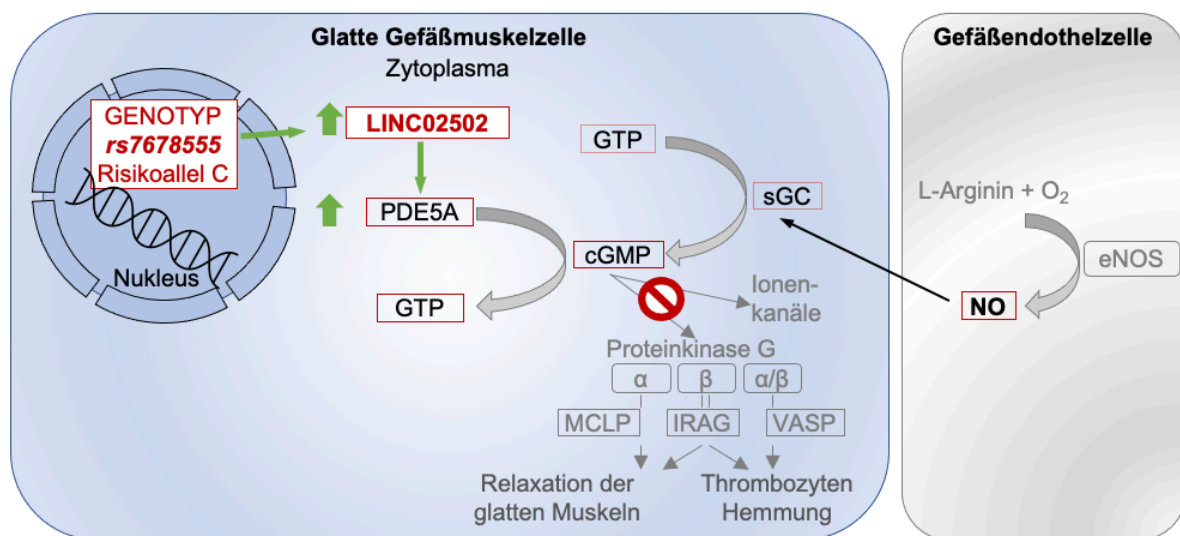 Glatte Gefäßmuskelzelle
Zytoplasma
GENOTYP
rs7678555
Risikoallel C
Nukleus
LINC02502
PDE5A
GTP
GTP
sGC
cGMP
Ionen-
kanäle
Proteinkinase G
α
β
α/β
MCLP
IRAG
VASP
Relaxation der
glatten Muskeln
Thrombozyten
Hemmung
Gefäßendothelzelle
L-Arginin + O₂
eNOS
NO